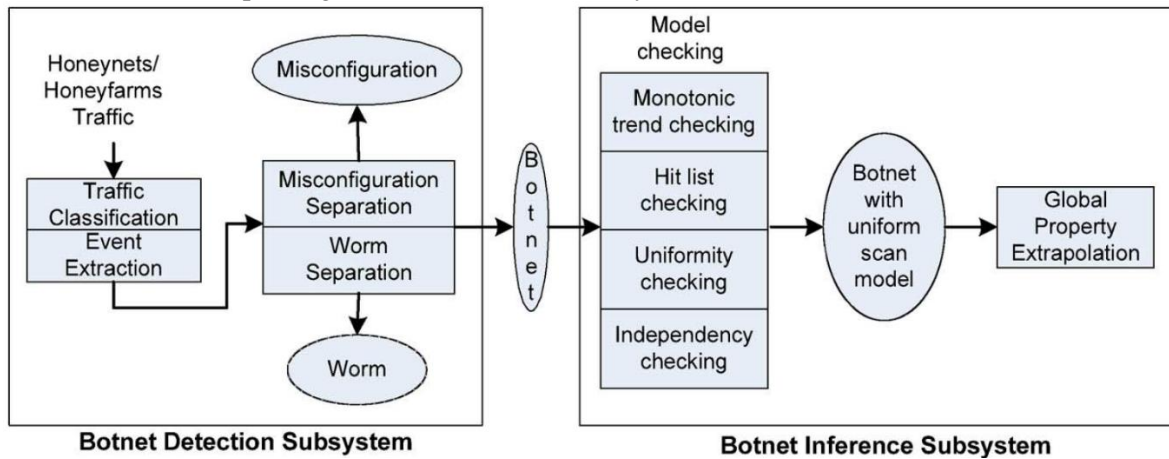 Honeynets/
Honeyfarms
Traffic
Traffic
Classification
Event
Extraction
Misconfiguration
Misconfiguration
Separation
Worm
Separation
Worm
Botnet
Botnet Detection Subsystem
Model
checking
Monotonic
trend checking
Hit list
checking
Uniformity
checking
Independency
checking
Botnet
with
uniform
scan
model
Global
Property
Extrapolation
Botnet Inference Subsystem